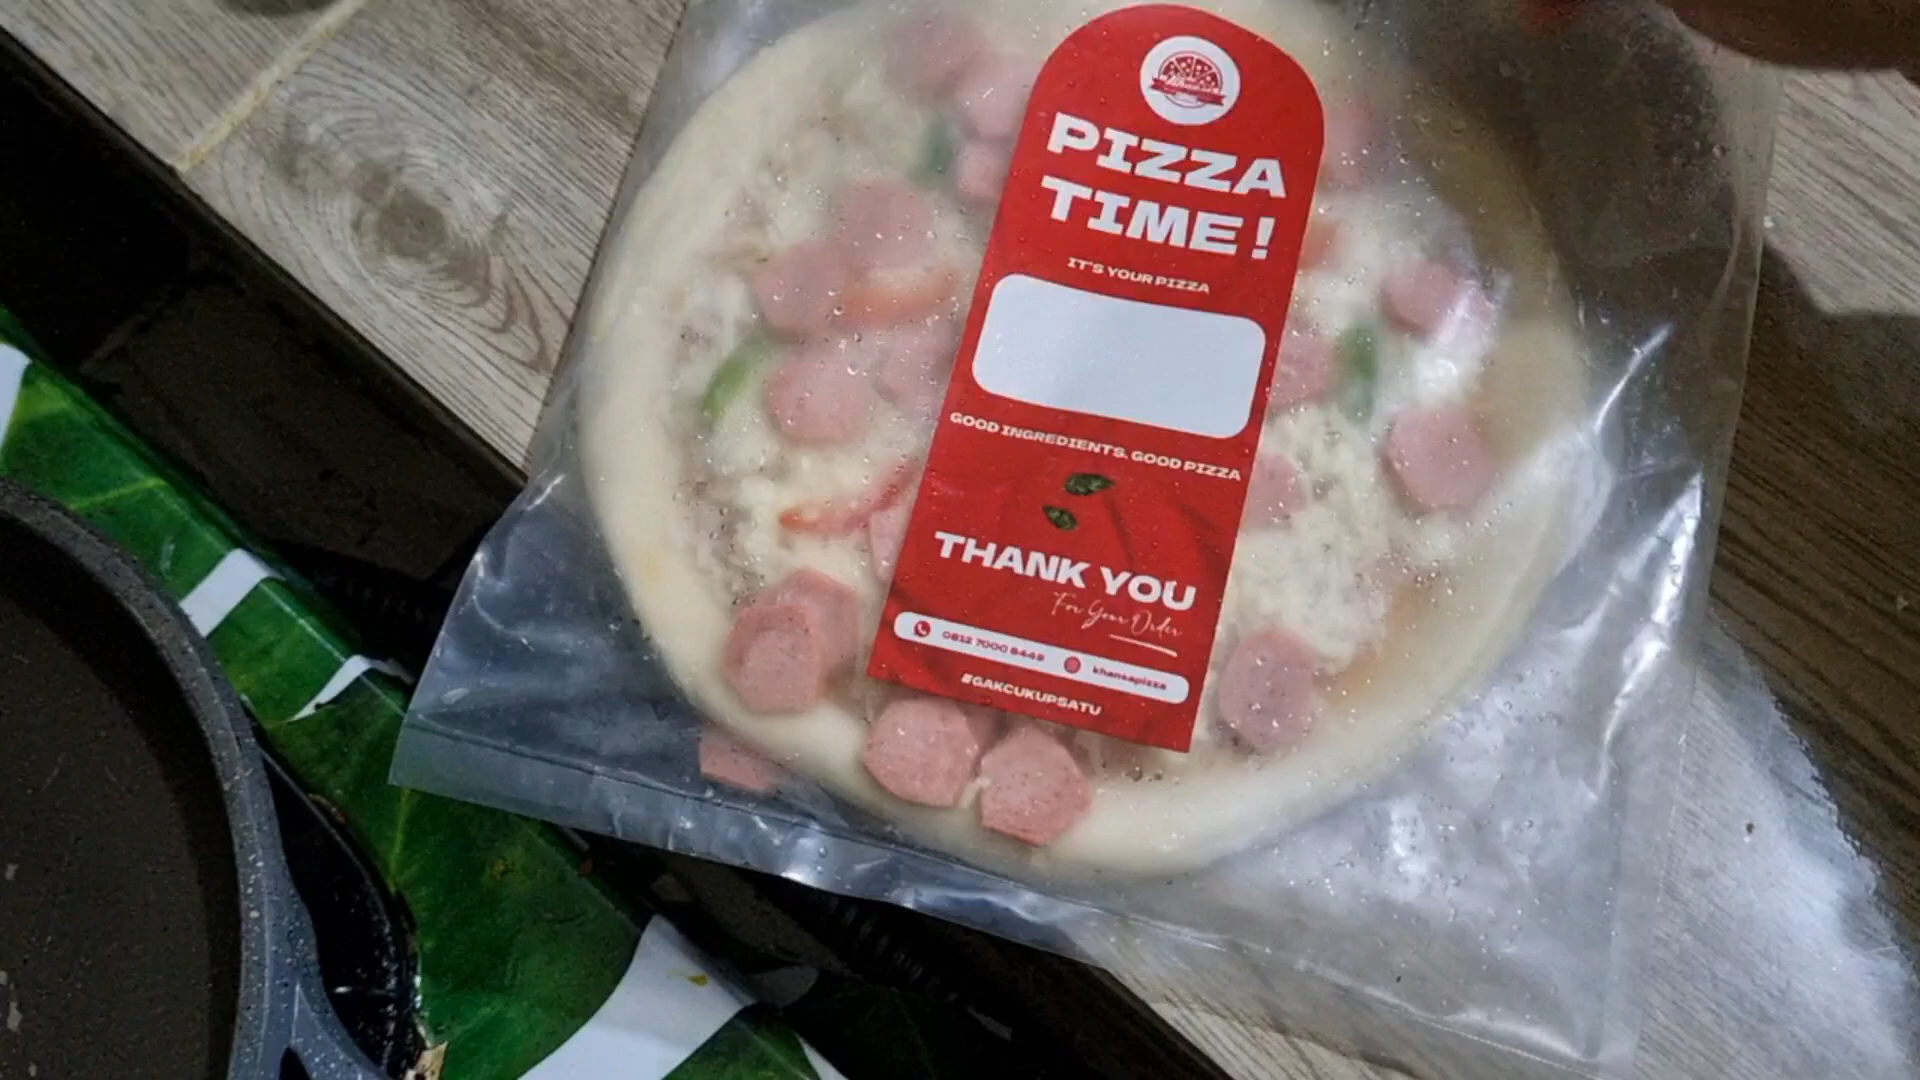 PIZZA
TIME!
IT'S YOUR PIZZA
GOOD INGREDIENTS. GOOD PIZZA
THANK YOU
For Your Order
0812 7000 8449 khansapizza
#GAKCUKUPSATU